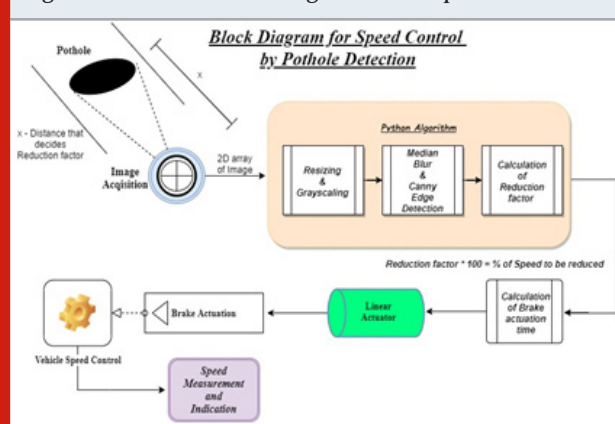 Block Diagram for Speed Control
by Pothole Detection
Pothole
x
x - Distance that
decides
Reduction factor
Image
Acqisition
2D array
of Image
Python Algorithm
Resizing
&
Grayscaling
Median
Blur
&
Canny
Edge
Detection
Calculation
of
Reduction
factor
Reduction factor * 100 = % of Speed to be reduced
Calculation
of Brake
actuation
time
Linear
Actuator
Brake Actuation
Vehicle Speed Control
Speed
Measurement
and
Indication